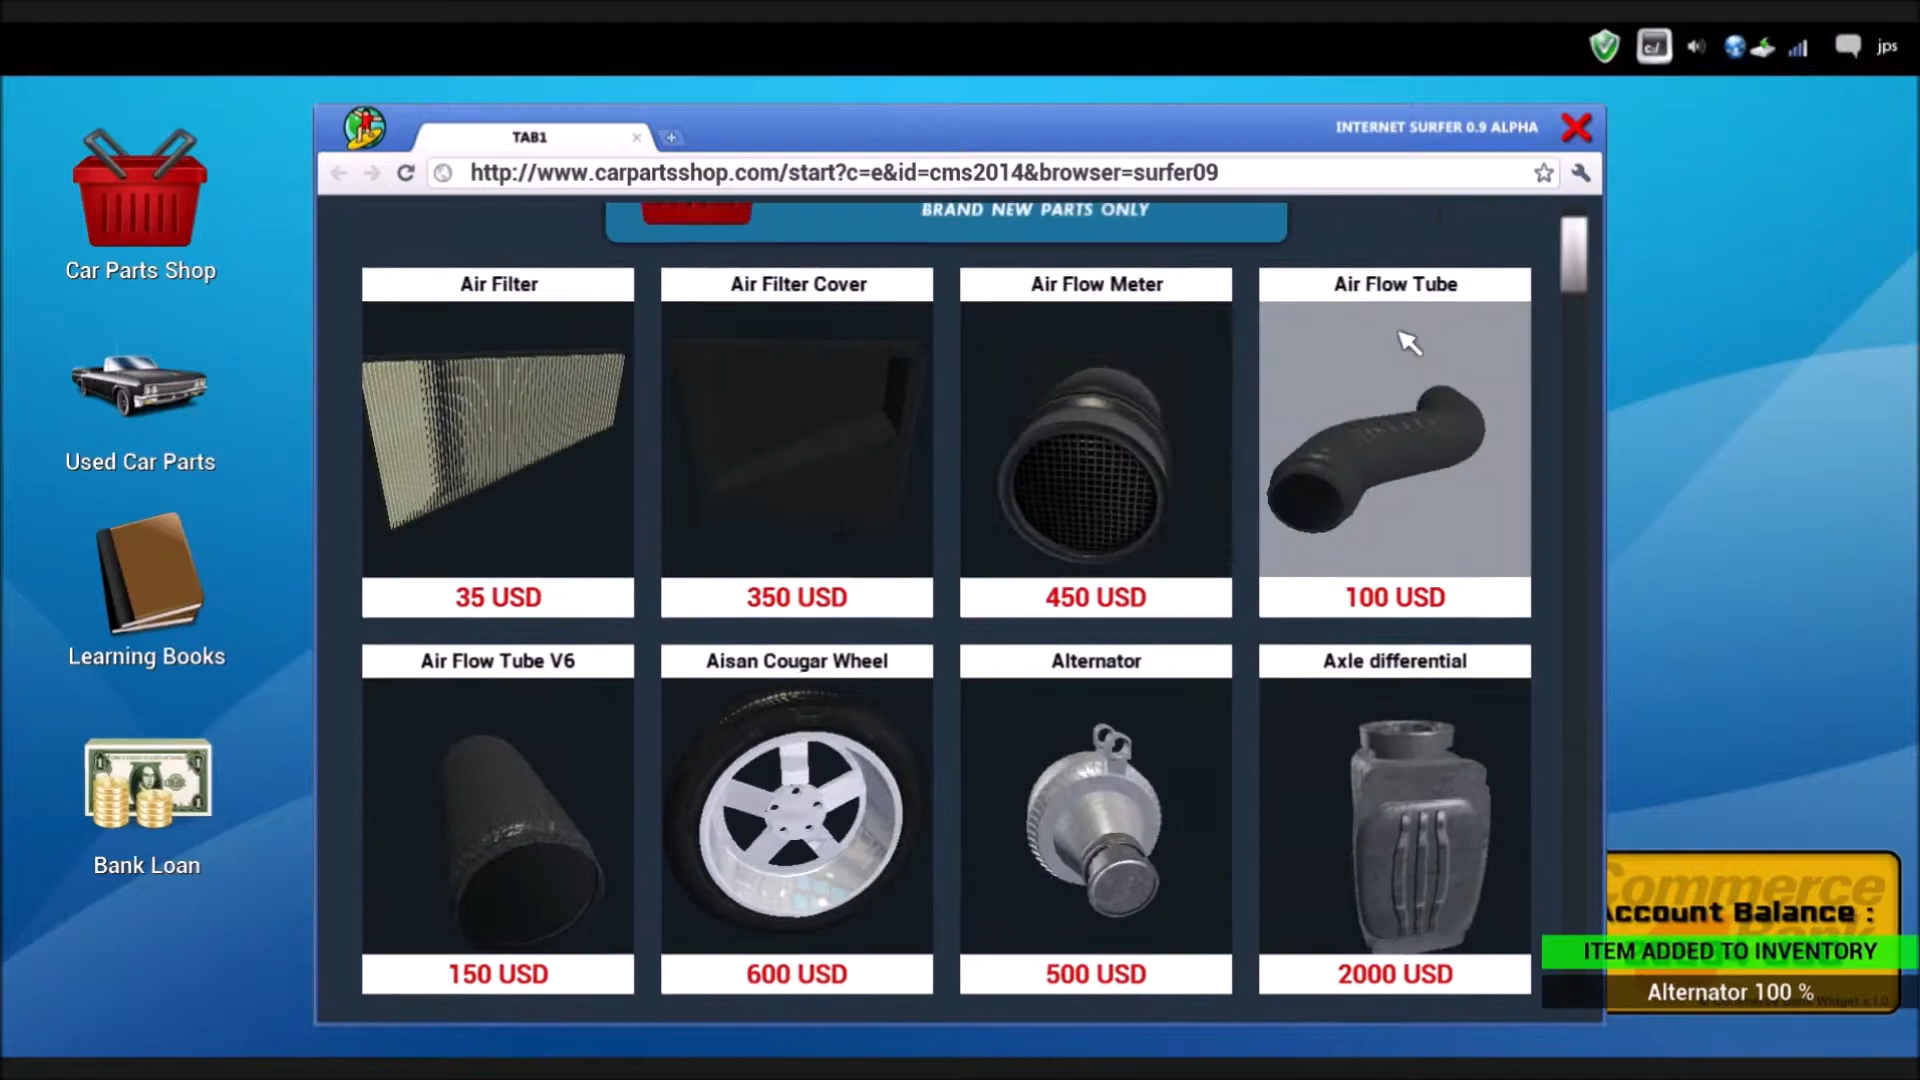 jps
TAB1
INTERNET SURFER 0.9 ALPHA
http://www.carpartsshop.com/start?c=e&id=cms2014&browser=surfer09
BRAND NEW PARTS ONLY
Car Parts Shop
Used Car Parts
Learning Books
Bank Loan
Air Filter
Air Filter Cover
Air Flow Meter
Air Flow Tube
35 USD
350 USD
450 USD
100 USD
Air Flow Tube V6
Aisan Cougar Wheel
Alternator
Axle differential
150 USD
600 USD
500 USD
2000 USD
Commerce
Account Balance :
ITEM ADDED TO INVENTORY
Alternator 100 %